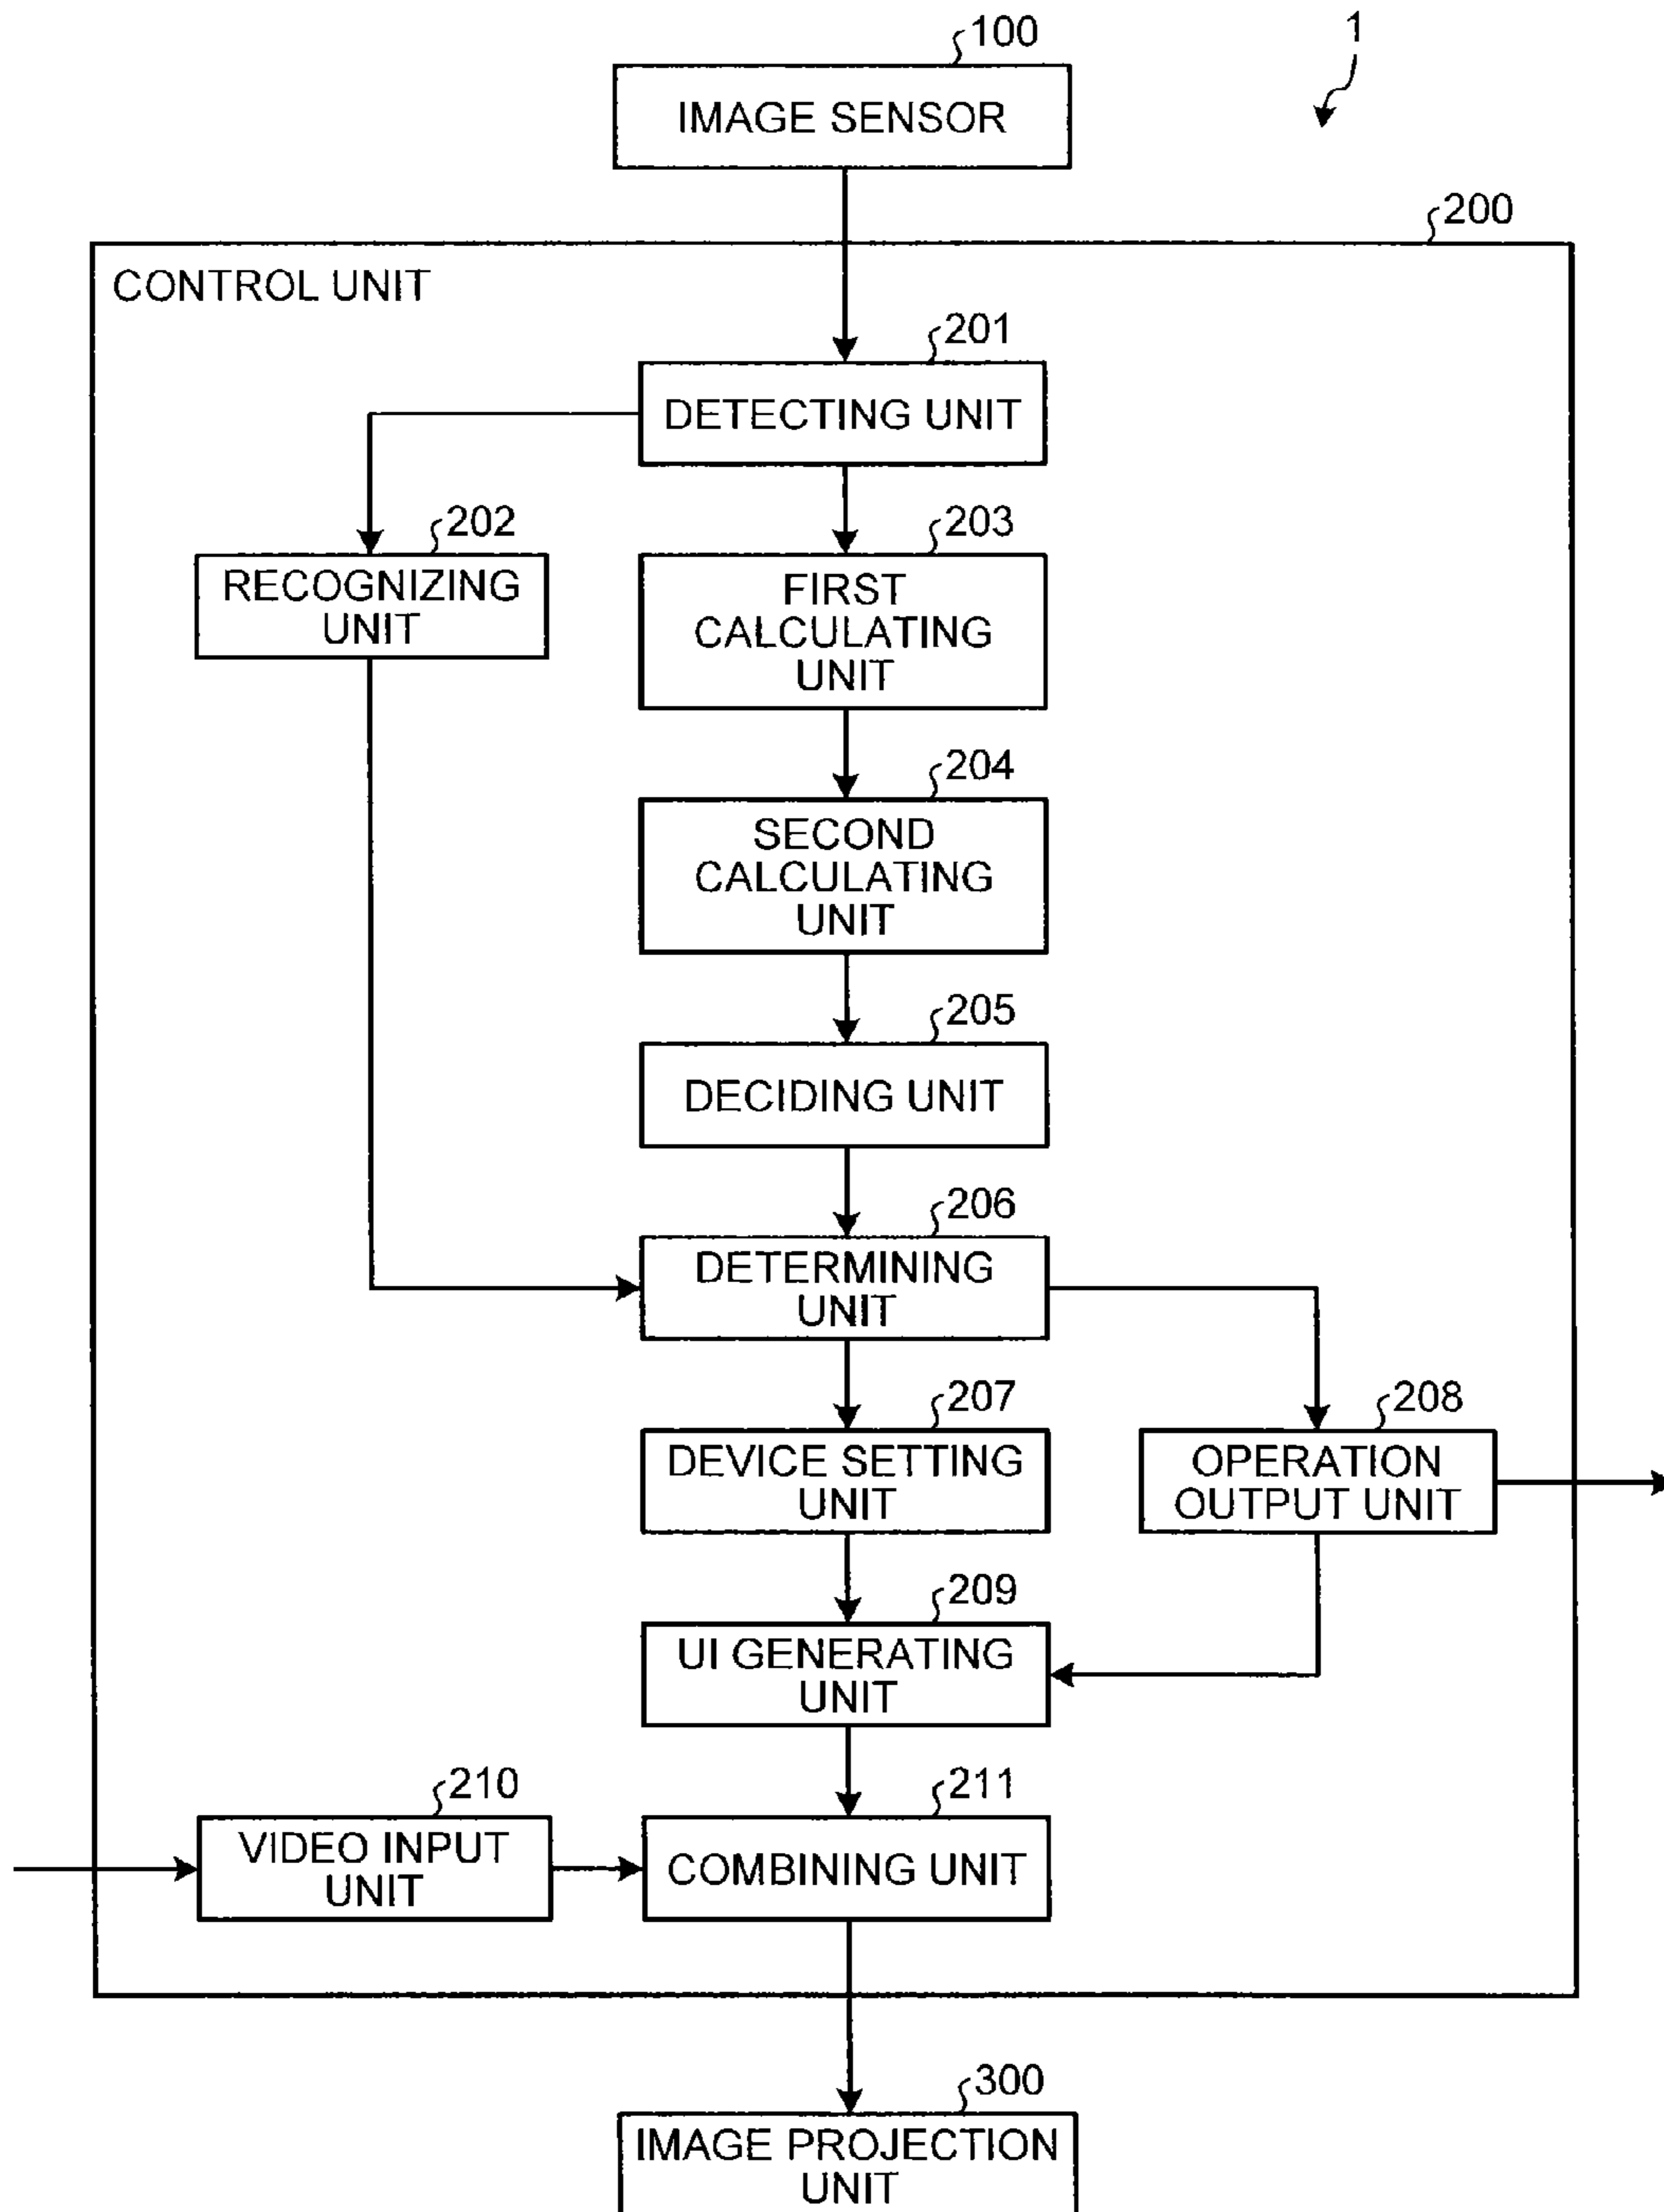 100
1
IMAGE SENSOR
200
CONTROL UNIT
201
DETECTING UNIT
202
203
RECOGNIZING
UNIT
FIRST
CALCULATING
UNIT
204
SECOND
CALCULATING
UNIT
205
DECIDING UNIT
206
DETERMINING
UNIT
207
208
DEVICE SETTING
UNIT
OPERATION
OUTPUT UNIT
209
UI GENERATING
UNIT
210
211
VIDEO INPUT
UNIT
COMBINING UNIT
300
IMAGE PROJECTION
UNIT